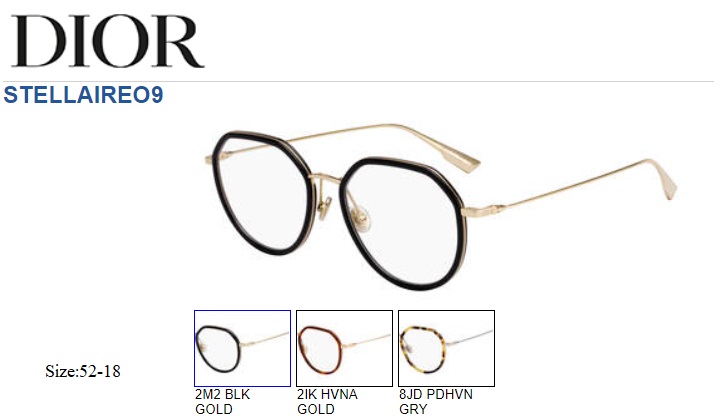 DIOR
STELLAIREO9
Size:52-18
2M2 BLK GOLD
2IK HVNA GOLD
8JD PDHVN GRY